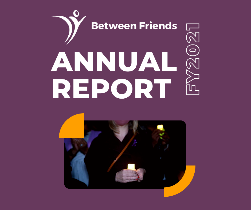 Between Friends
ANNUAL
REPORT
FY2021